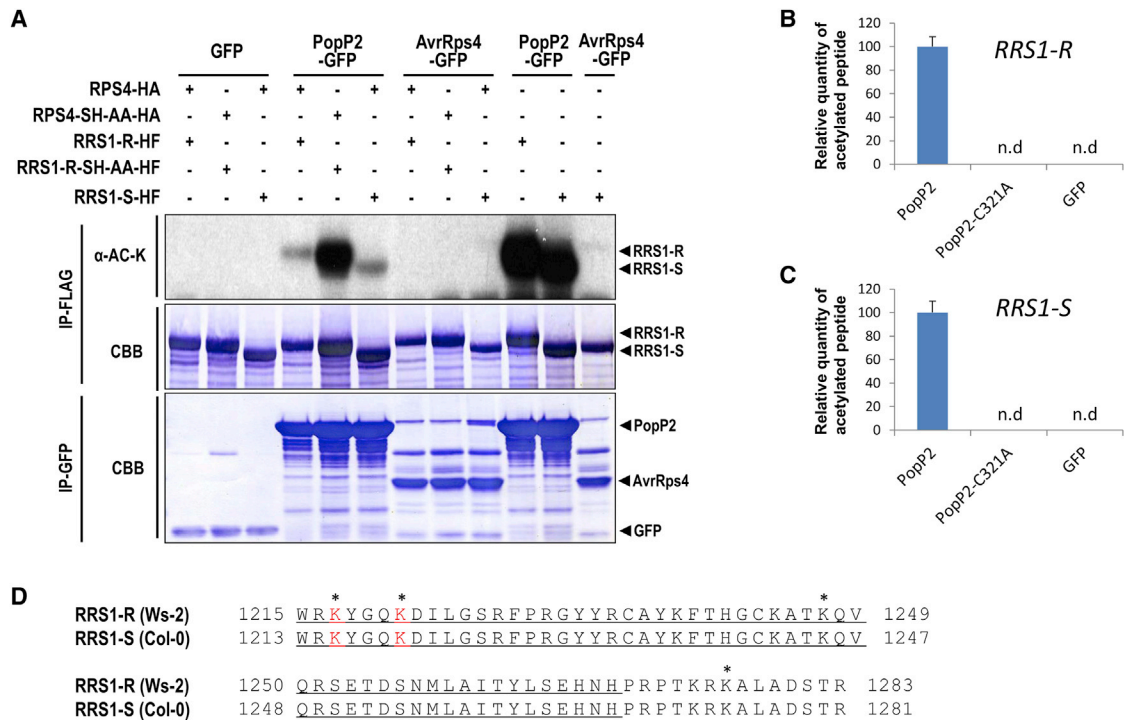 A
GFP
PopP2 -GFP
AvrRps4 -GFP
PopP2 -GFP
AvrRps4 -GFP
RPS4-HA + - + + - + + - + - - -
RPS4-SH-AA-HA - + - - + - - + - - - -
RRS1-R-HF + - - + - - + - - + - -
RRS1-R-SH-AA-HF - + - - + - - + - - - -
RRS1-S-HF - - + - - + - - + - + +
IP-FLAG
α-AC-K
RRS1-R
RRS1-S
CBB
RRS1-R
RRS1-S
IP-GFP
CBB
PopP2
AvrRps4
GFP
B
Relative quantity of acetylated peptide
120
100
80
60
40
20
0
RRS1-R
n.d
n.d
PopP2
PopP2-C321A
GFP
C
Relative quantity of acetylated peptide
120
100
80
60
40
20
0
RRS1-S
n.d
n.d
PopP2
PopP2-C321A
GFP
D
* * *
RRS1-R (Ws-2) 1215 WRKYGQKDILGSRFPRGYYRCAYKFTHGCKATKQV 1249
RRS1-S (Col-0) 1213 WRKYGQKDILGSRFPRGYYRCAYKFTHGCKATKQV 1247
*
RRS1-R (Ws-2) 1250 QRSETDSNMLAITYLSEHNHPRPTKRKALADSTR 1283
RRS1-S (Col-0) 1248 QRSETDSNMLAITYLSEHNHPRPTKRKALADSTR 1281